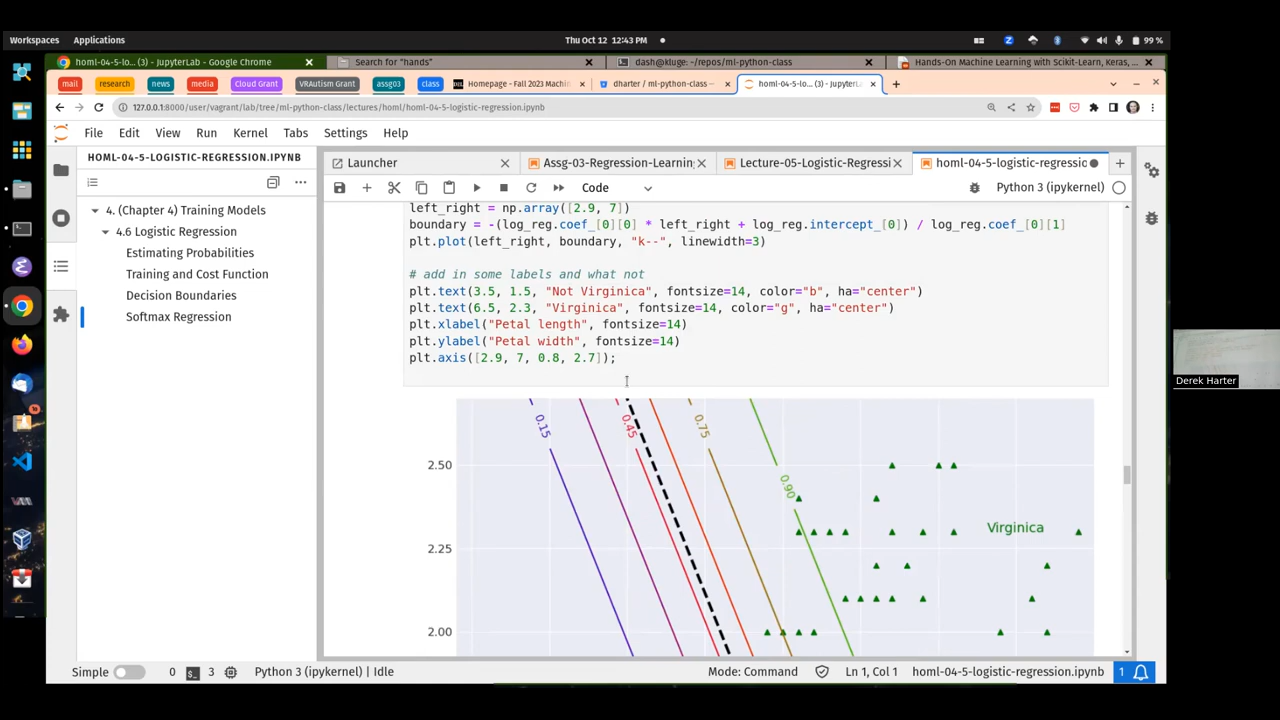 Workspaces Applications Thu Oct 12 12:43 PM 99 %
homl-04-5-lo… (3) - JupyterLab - Google Chrome × Search for "hands" × dash@kluge: ~/repos/ml-python-class × Hands-On Machine Learning with Scikit-Learn, Keras, … ×
homl research news media Cloud Grant VRAutism Grant assg03 class Homepage - Fall 2023 Machin × dharter / ml-python-class — × homl-04-5-lo… (3) - JupyterLa ×
127.0.0.1:8000/user/vagrant/lab/tree/ml-python-class/lectures/homl/homl-04-5-logistic-regression.ipynb
File Edit View Run Kernel Tabs Settings Help
HOML-04-5-LOGISTIC-REGRESSION.IPYNB
Launcher × Assg-03-Regression-Learnin × Lecture-05-Logistic-Regressi × homl-04-5-logistic-regressic
Code Python 3 (ipykernel)
4. (Chapter 4) Training Models
4.6 Logistic Regression
Estimating Probabilities
Training and Cost Function
Decision Boundaries
Softmax Regression
left_right = np.array([2.9, 7])
boundary = -(log_reg.coef_[0][0] * left_right + log_reg.intercept_[0]) / log_reg.coef_[0][1]
plt.plot(left_right, boundary, "k--", linewidth=3)
# add in some labels and what not
plt.text(3.5, 1.5, "Not Virginica", fontsize=14, color="b", ha="center")
plt.text(6.5, 2.3, "Virginica", fontsize=14, color="g", ha="center")
plt.xlabel("Petal length", fontsize=14)
plt.ylabel("Petal width", fontsize=14)
plt.axis([2.9, 7, 0.8, 2.7]);
0.15 0.45 0.75
2.50
0.90
Virginica
2.25
2.00
Derek Harter
Simple 0 3 Python 3 (ipykernel) | Idle Mode: Command Ln 1, Col 1 homl-04-5-logistic-regression.ipynb 1